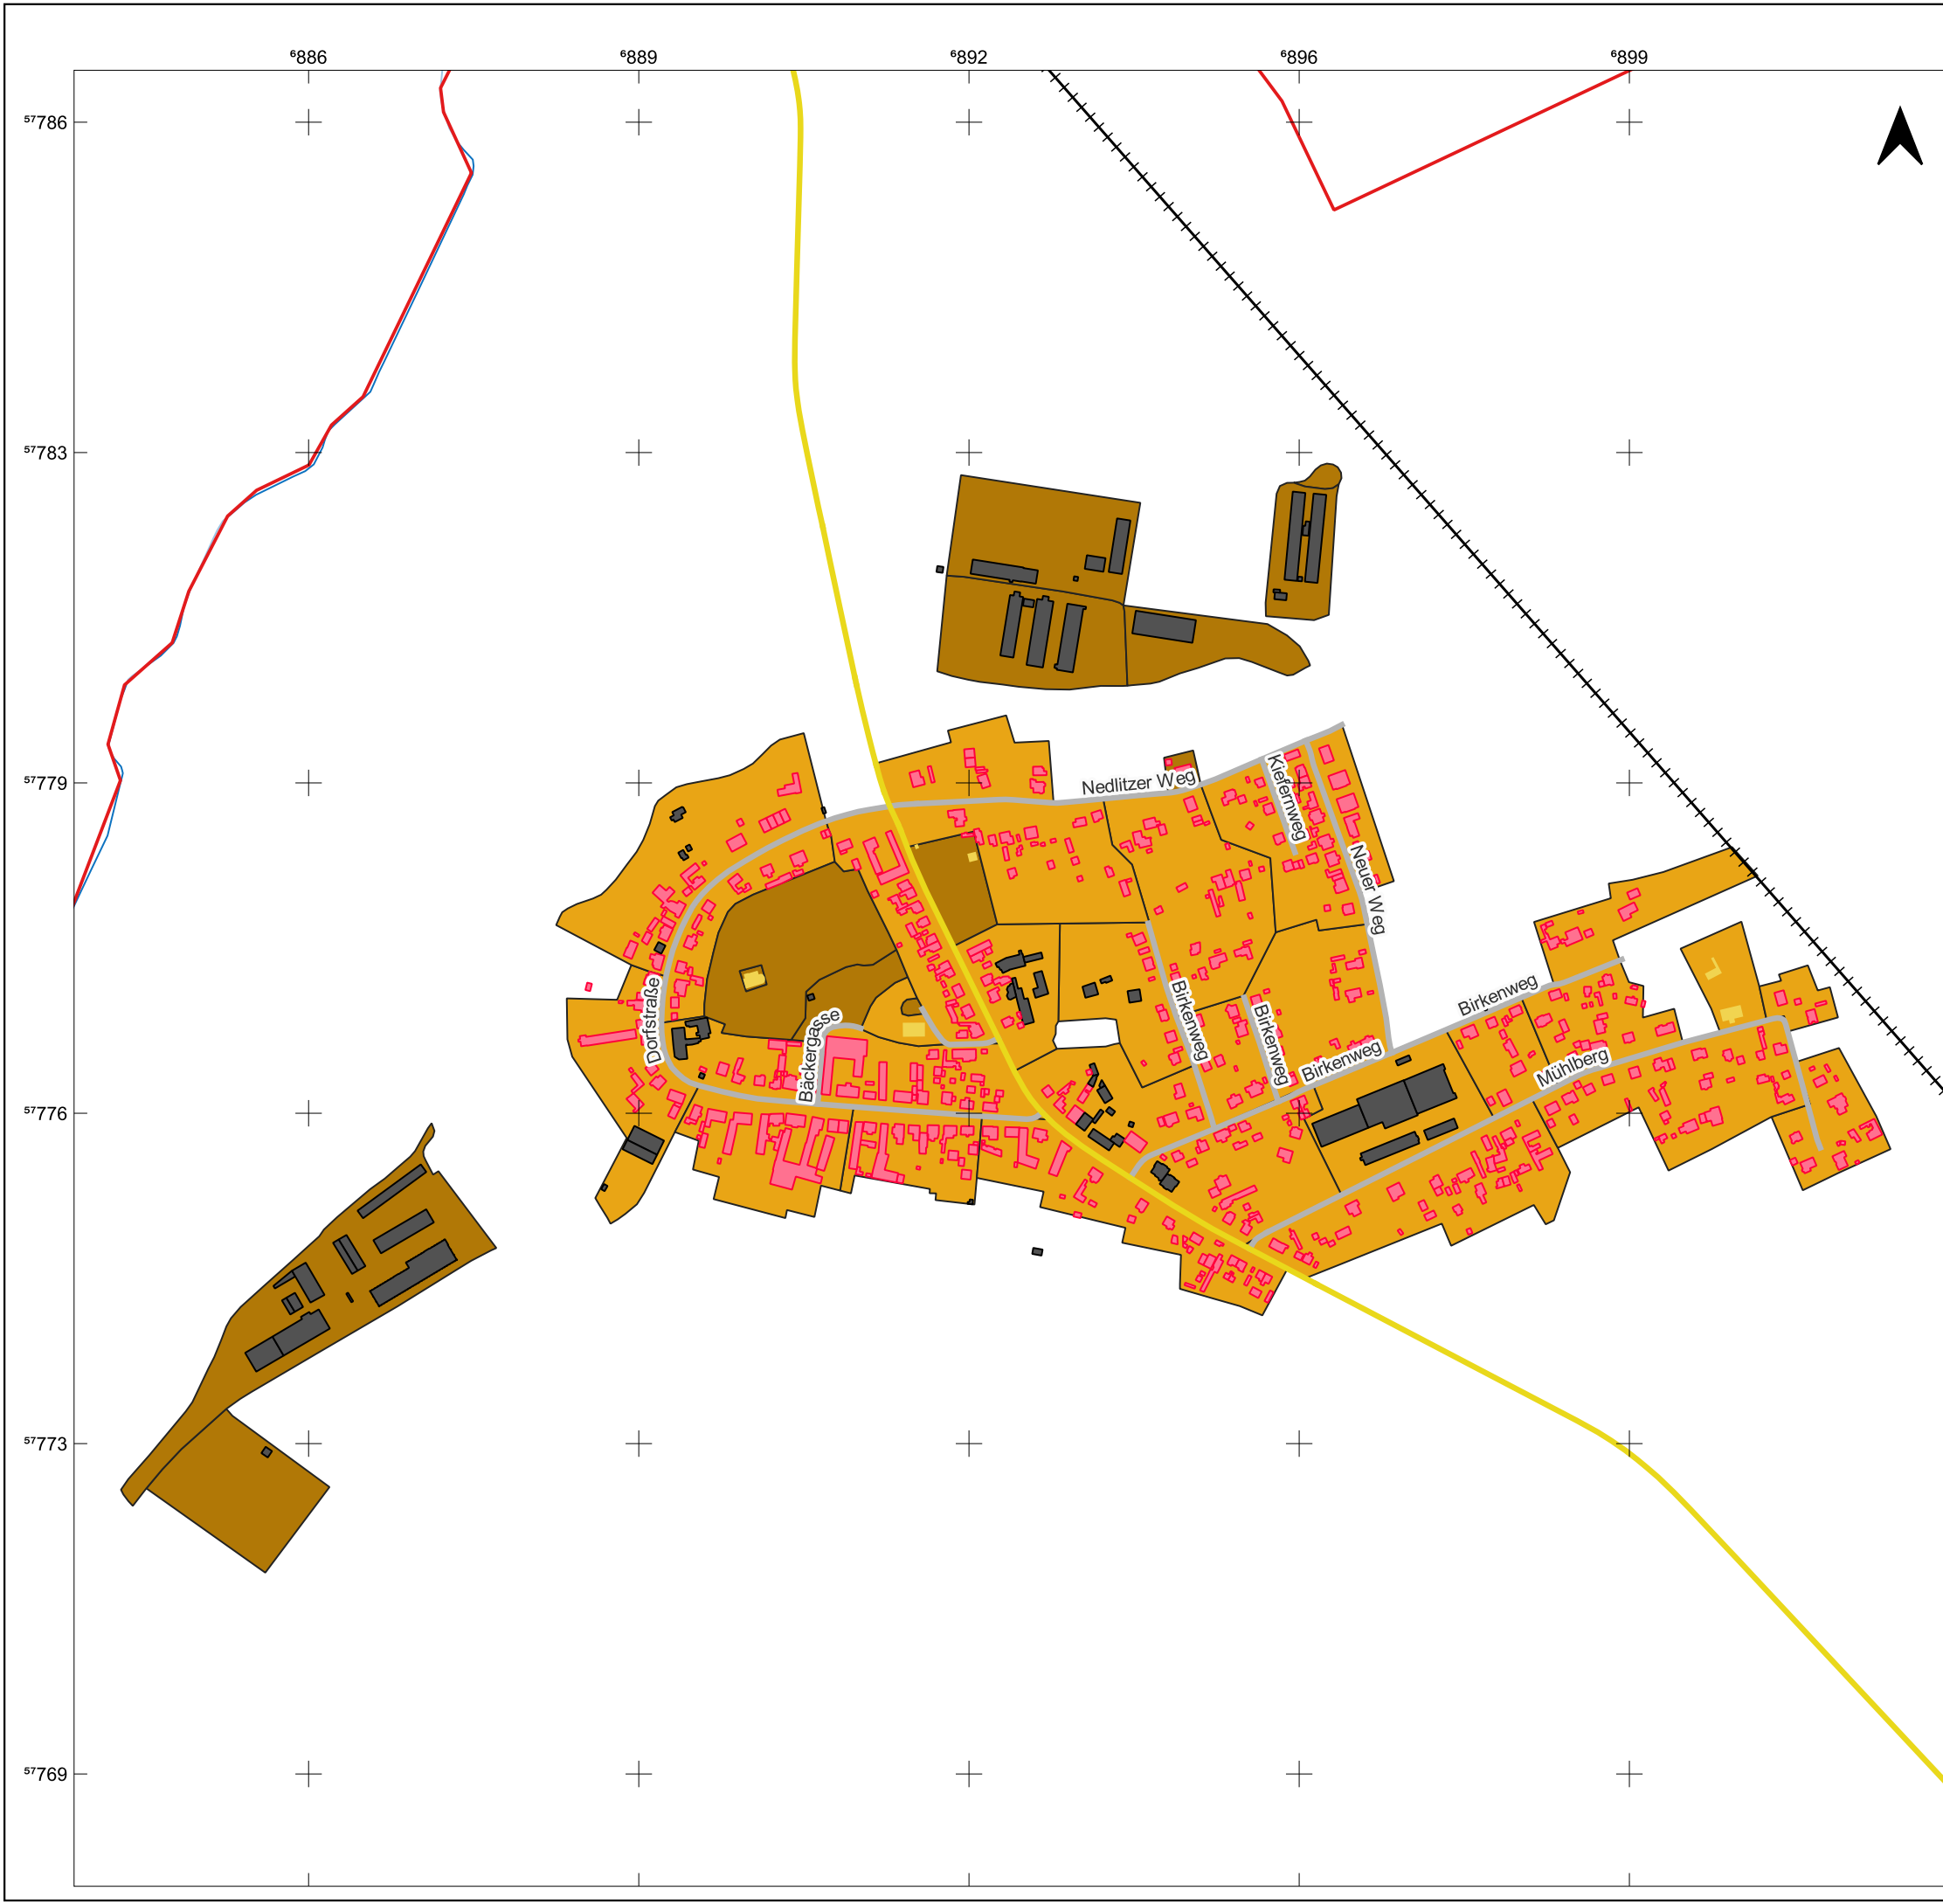 6886 6889 6892 6896 6899
57786
57783
57779
57776
57773
57769
Nedlitzer Weg
Kiefernweg
Neuer Weg
Birkenweg
Birkenweg
Birkenweg
Birkenweg
Mühlberg
Dorfstraße
Bäckergasse